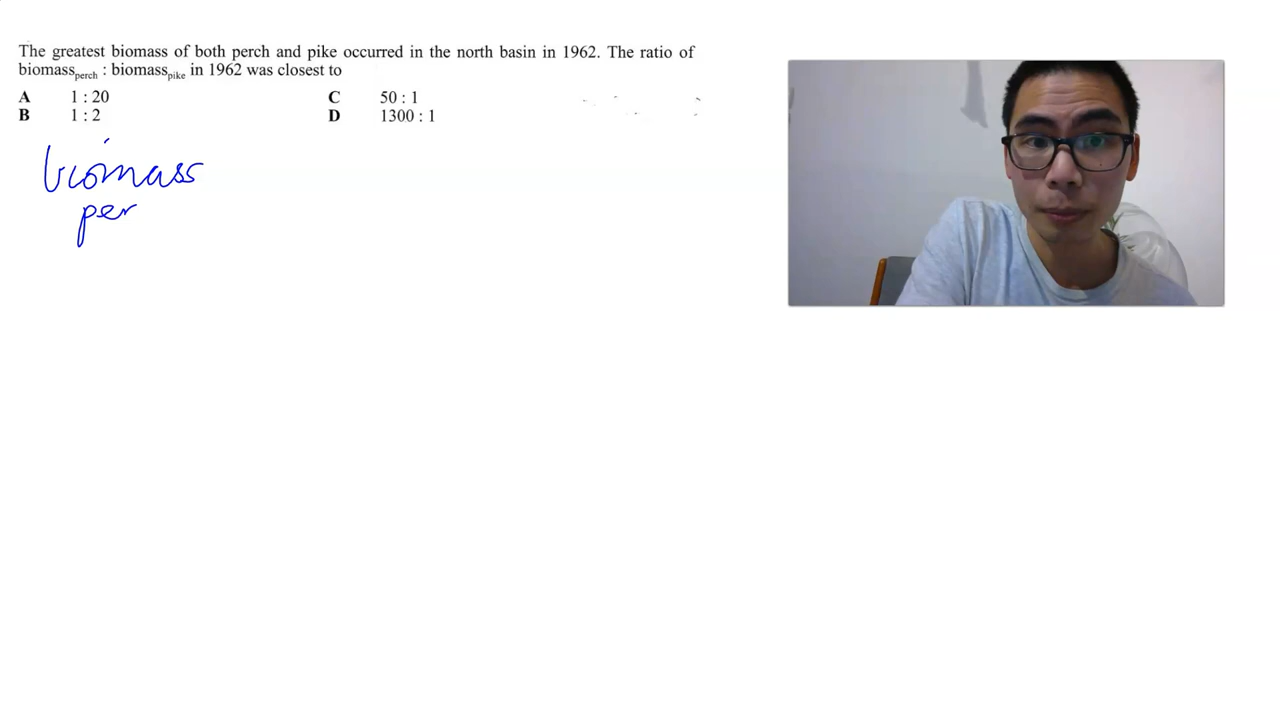 The greatest biomass of both perch and pike occurred in the north basin in 1962. The ratio of
biomassperch : biomasspike in 1962 was closest to
A 1 : 20 C 50 : 1
B 1 : 2 D 1300 : 1
biomass
per